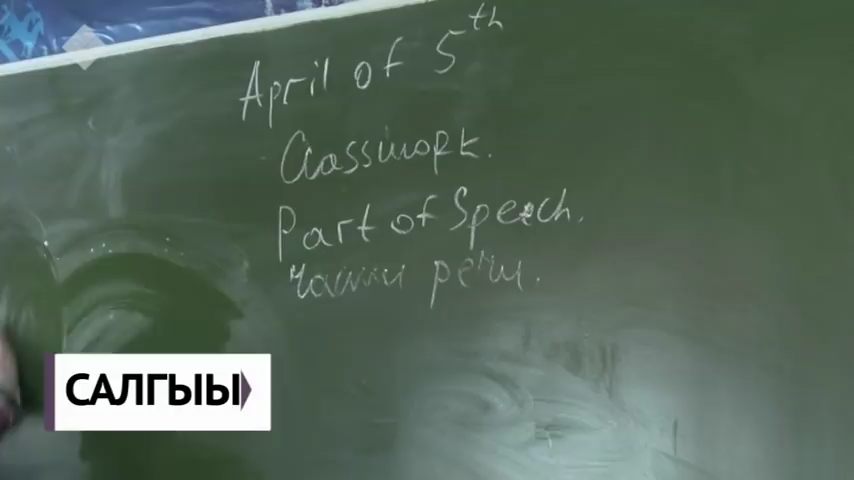 April of 5th
Classwork.
Part of Speech.
части речи.
САЛГЫЫ